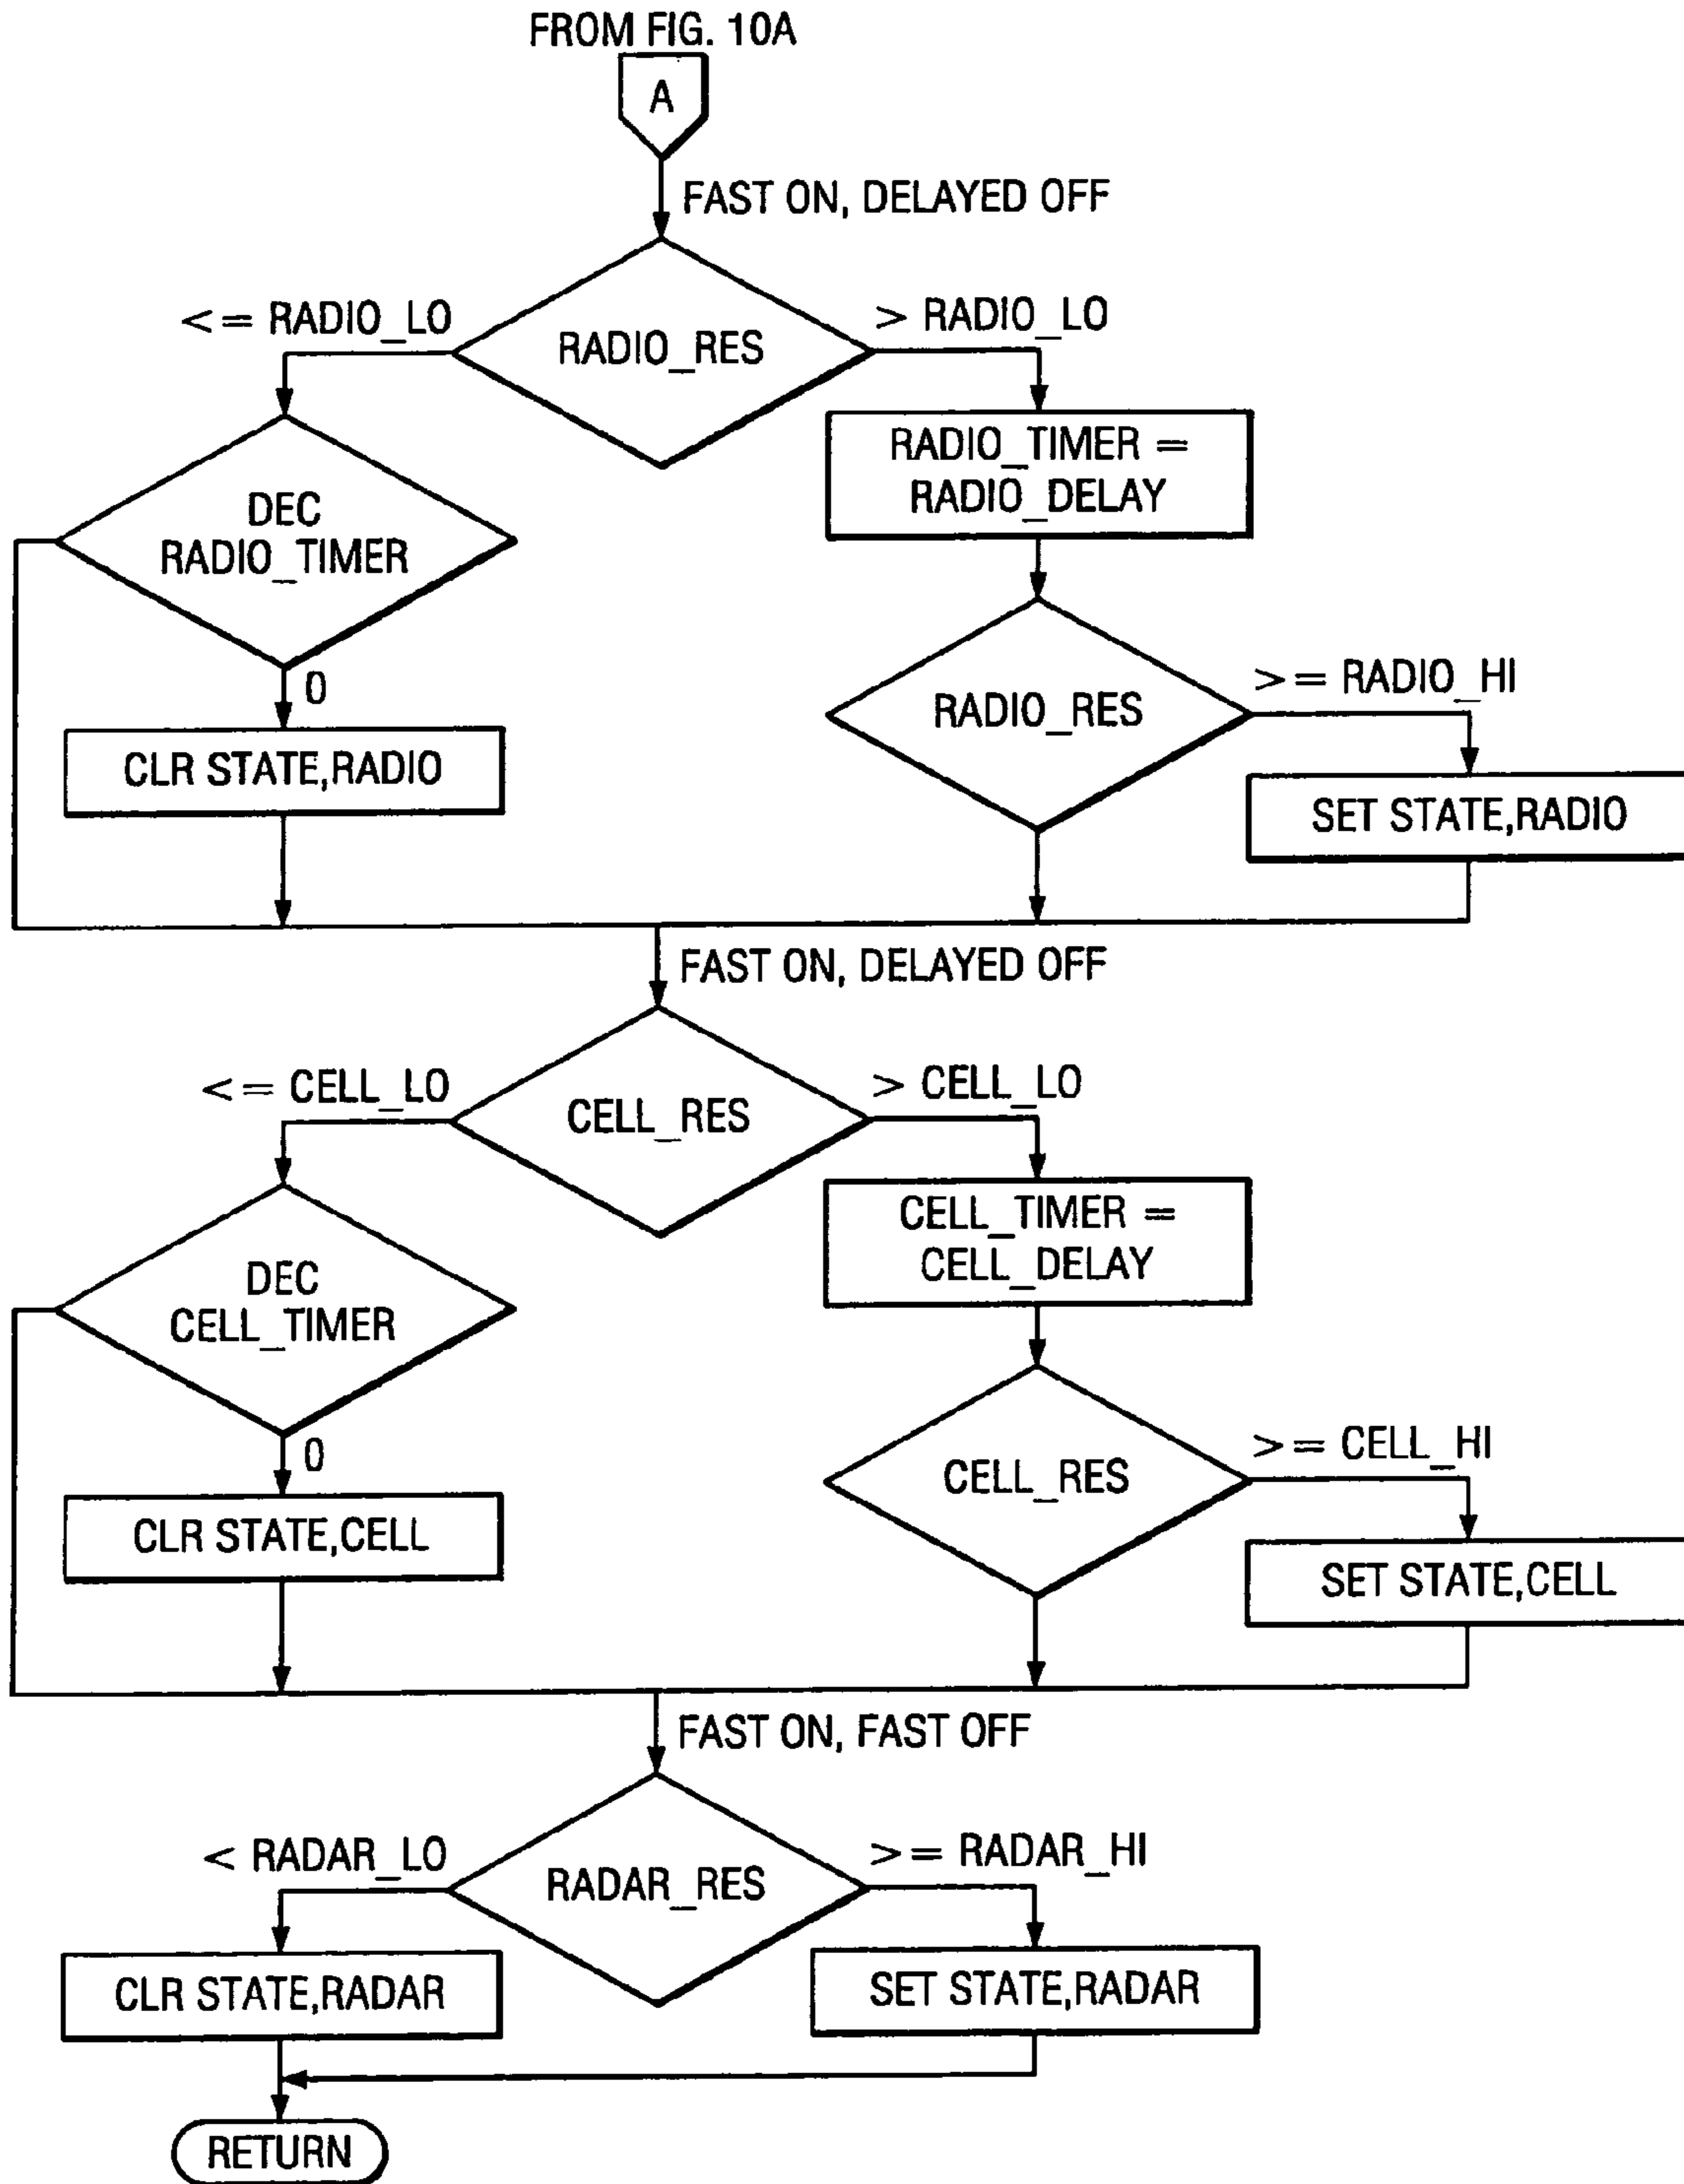 FROM FIG. 10A
A
FAST ON, DELAYED OFF
<= RADIO_LO
RADIO_RES
> RADIO_LO
RADIO_TIMER =
RADIO_DELAY
DEC
RADIO_TIMER
0
CLR STATE,RADIO
RADIO_RES
>= RADIO_HI
SET STATE,RADIO
FAST ON, DELAYED OFF
<= CELL_LO
CELL_RES
> CELL_LO
CELL_TIMER =
CELL_DELAY
DEC
CELL_TIMER
0
CLR STATE,CELL
CELL_RES
>= CELL_HI
SET STATE,CELL
FAST ON, FAST OFF
< RADAR_LO
RADAR_RES
>= RADAR_HI
CLR STATE,RADAR
SET STATE,RADAR
RETURN